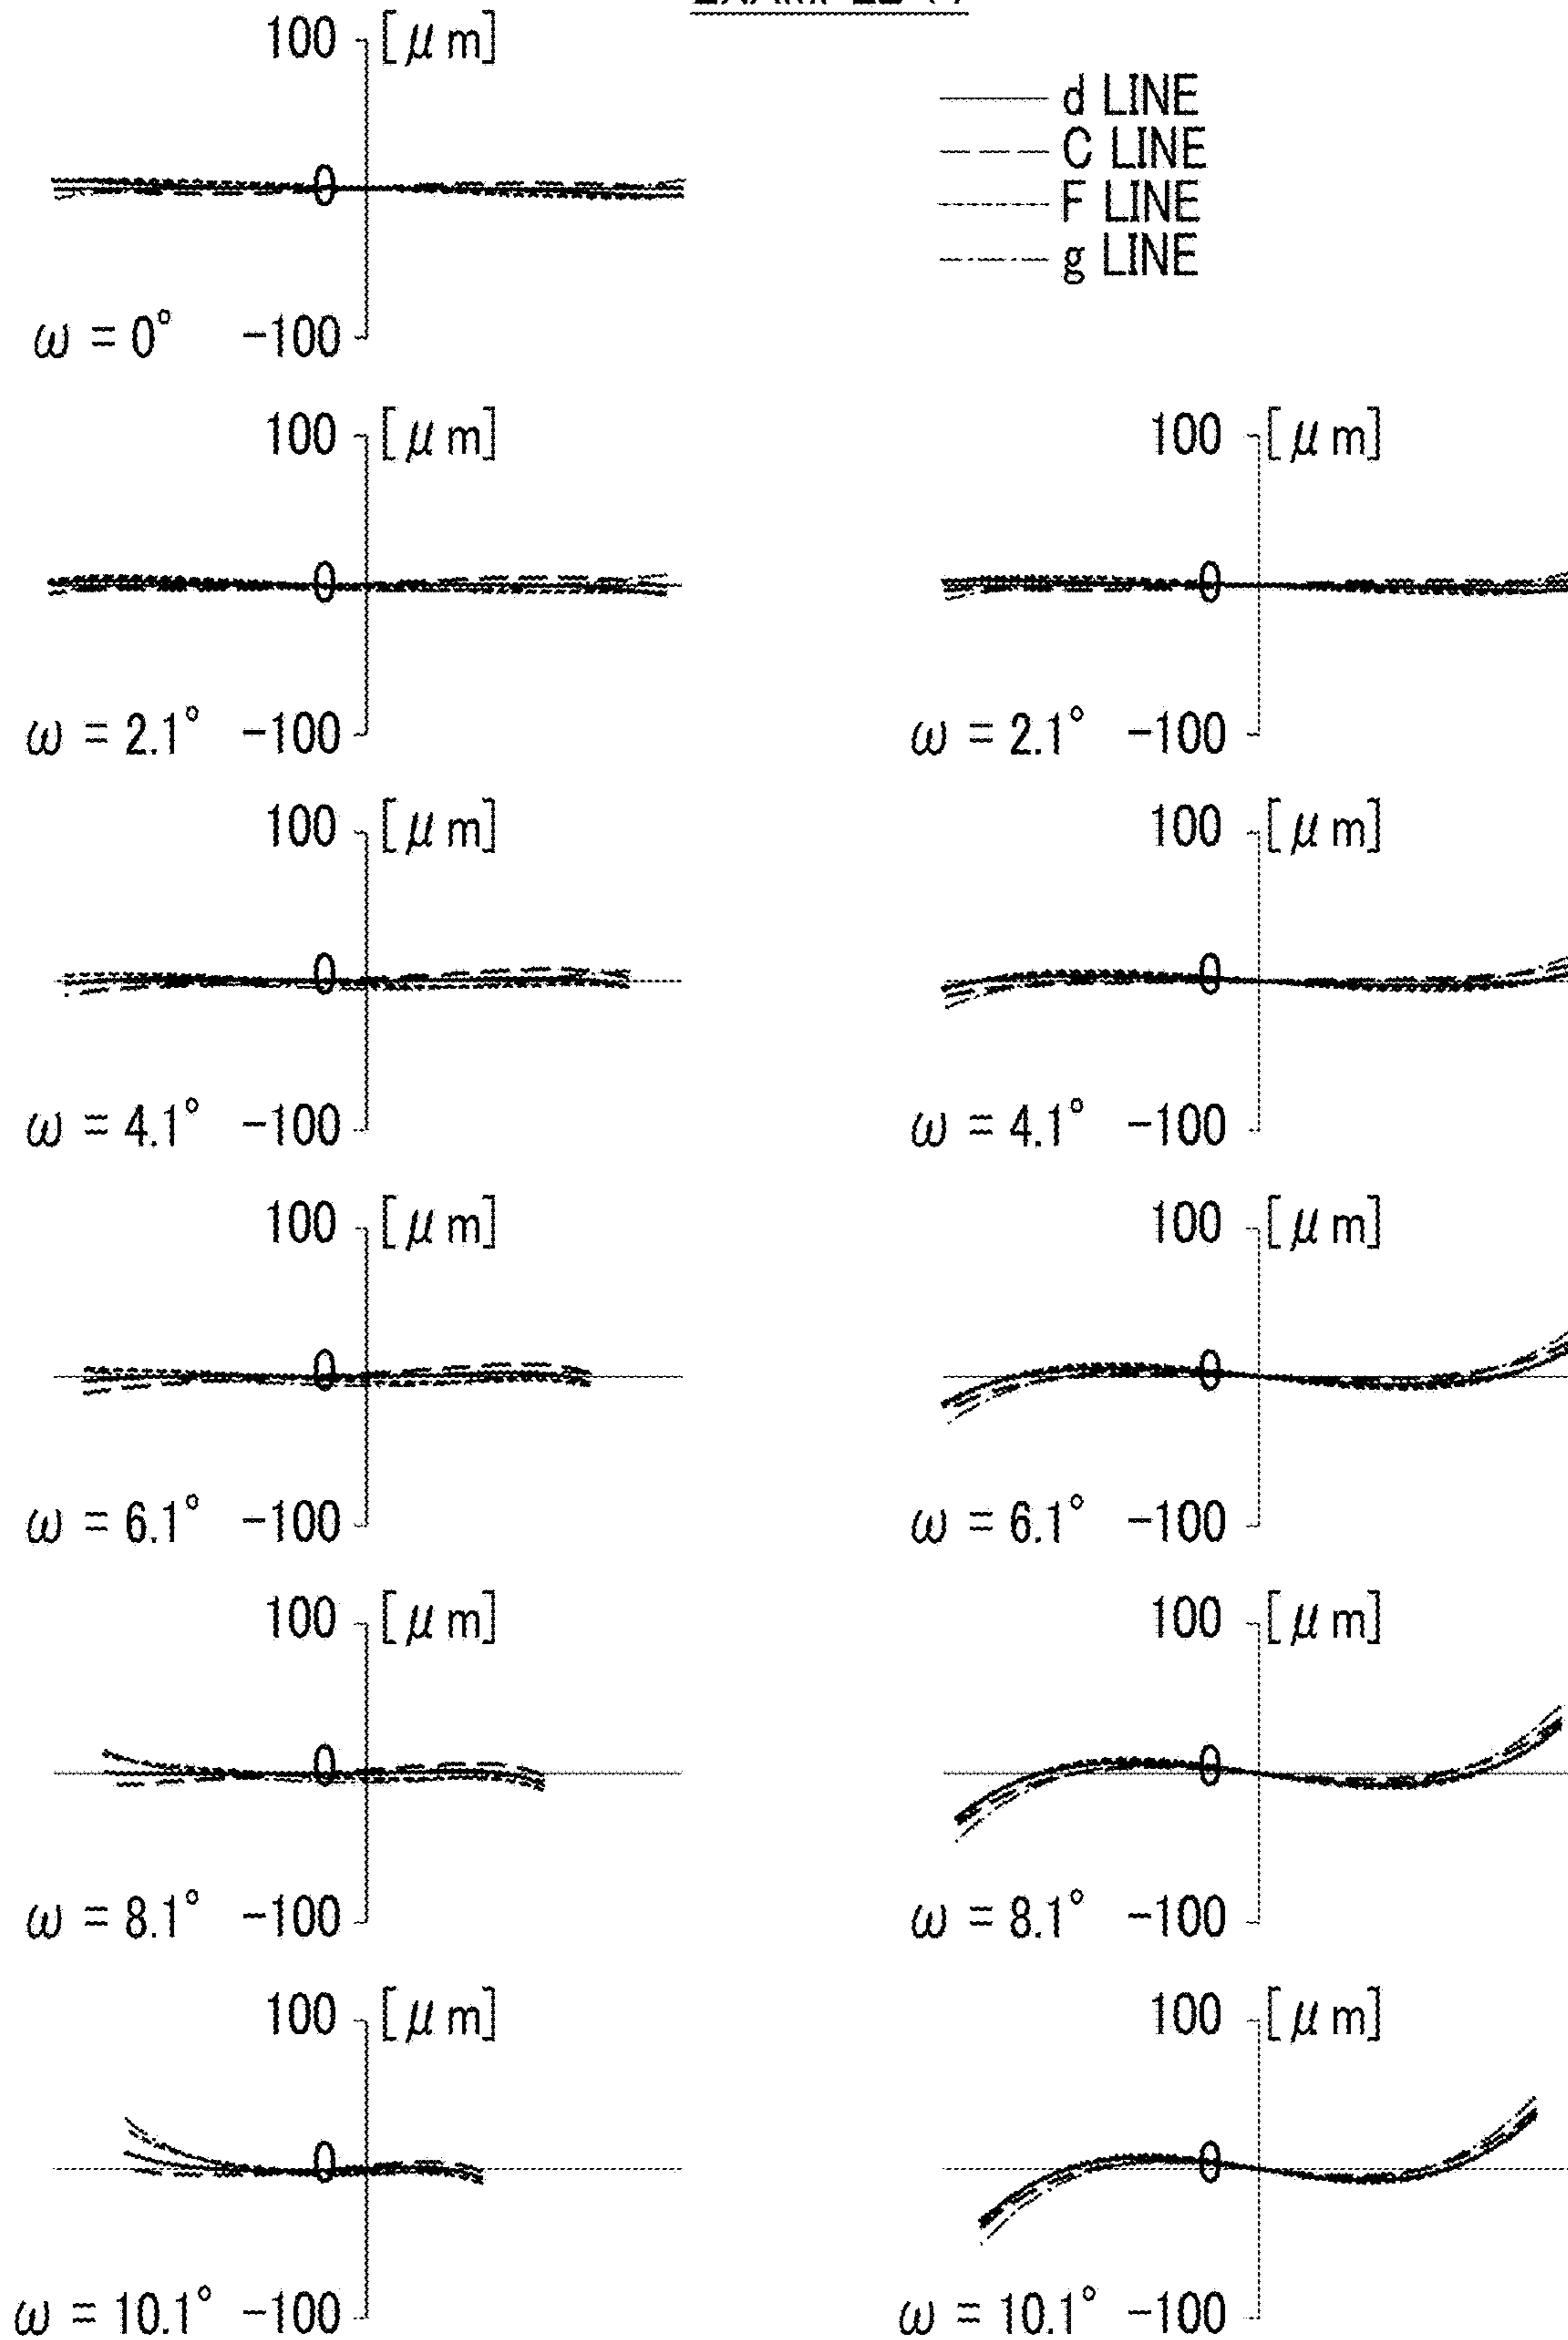 100 [μm]
d LINE
C LINE
F LINE
g LINE
0
ω = 0° -100
100 [μm]
0
ω = 2.1° -100
100 [μm]
0
ω = 2.1° -100
100 [μm]
0
ω = 4.1° -100
100 [μm]
0
ω = 4.1° -100
100 [μm]
0
ω = 6.1° -100
100 [μm]
0
ω = 6.1° -100
100 [μm]
0
ω = 8.1° -100
100 [μm]
0
ω = 8.1° -100
100 [μm]
0
ω = 10.1° -100
100 [μm]
0
ω = 10.1° -100